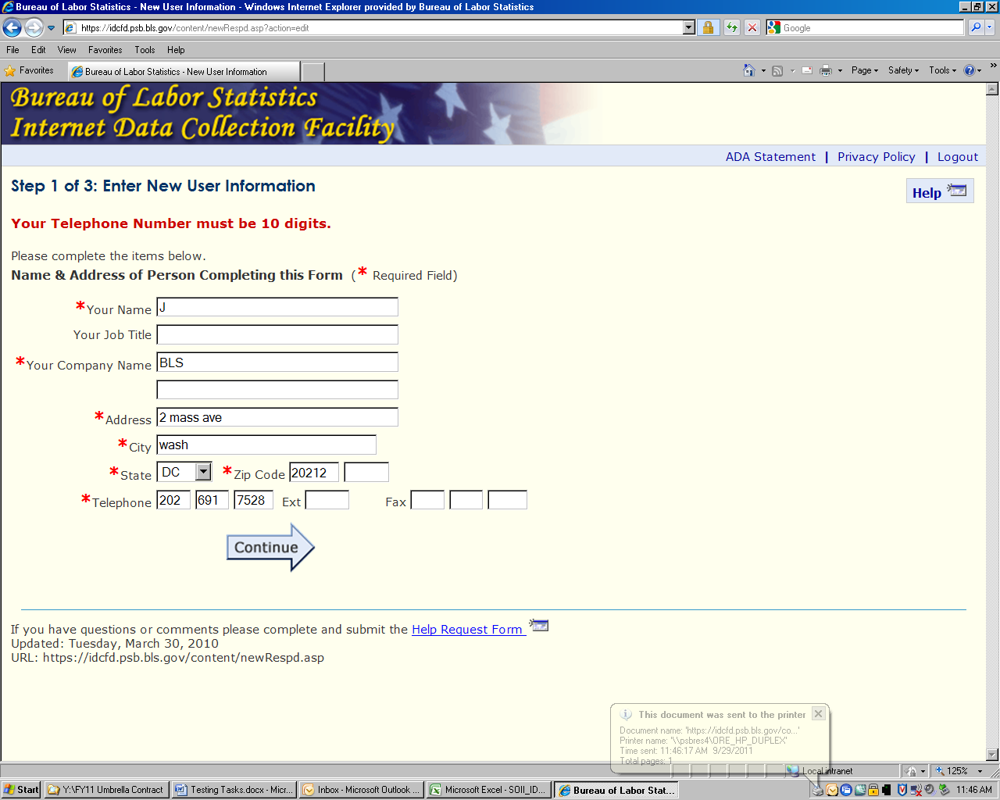 Bureau of Labor Statistics - New User Information - Windows Internet Explorer provided by Bureau of Labor Statistics
https://idcfd.psb.bls.gov/content/newRespd.asp?action=edit
Google
File Edit View Favorites Tools Help
Favorites
Bureau of Labor Statistics - New User Information
Page Safety Tools »
Bureau of Labor Statistics
Internet Data Collection Facility
ADA Statement | Privacy Policy | Logout
Step 1 of 3: Enter New User Information
Help
Your Telephone Number must be 10 digits.
Please complete the items below.
Name & Address of Person Completing this Form (* Required Field)
*Your Name J
Your Job Title
*Your Company Name BLS
*Address 2 mass ave
*City wash
*State DC *Zip Code 20212
*Telephone 202 691 7528 Ext Fax
Continue
If you have questions or comments please complete and submit the Help Request Form
Updated: Tuesday, March 30, 2010
URL: https://idcfd.psb.bls.gov/content/newRespd.asp
This document was sent to the printer
Document name: 'https://idcfd.psb.bls.gov/co...'
Printer name: '\\psbres4\ORE_HP_DUPLEX'
Time sent: 11:46:17 AM 9/29/2011
Total pages: 1
Local intranet
125%
Start
Y:\FY11 Umbrella Contract
Testing Tasks.docx - Micr...
Inbox - Microsoft Outlook ...
Microsoft Excel - SOII_ID...
Bureau of Labor Stat...
11:46 AM